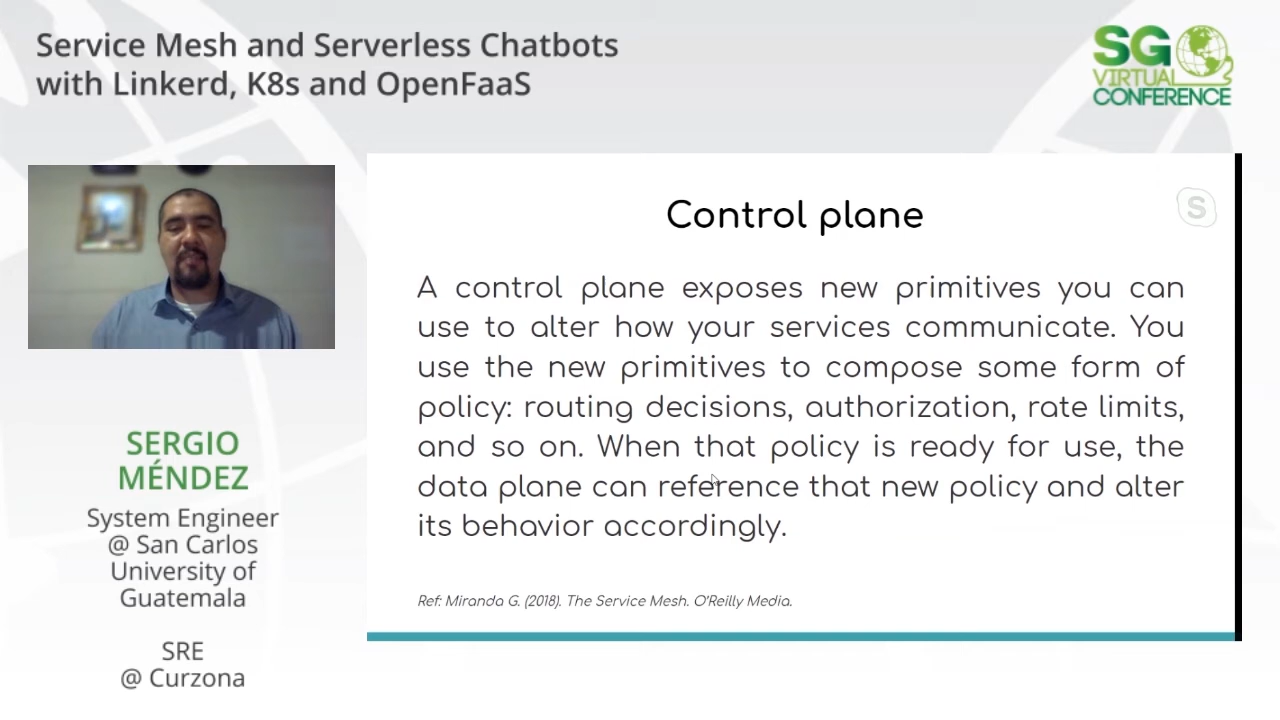 Service Mesh and Serverless Chatbots
with Linkerd, K8s and OpenFaaS
SG
VIRTUAL
CONFERENCE
SERGIO
MÉNDEZ
System Engineer
@ San Carlos
University of
Guatemala
SRE
@ Curzona
Control plane
S
A control plane exposes new primitives you can
use to alter how your services communicate. You
use the new primitives to compose some form of
policy: routing decisions, authorization, rate limits,
and so on. When that policy is ready for use, the
data plane can reference that new policy and alter
its behavior accordingly.
Ref: Miranda G. (2018). The Service Mesh. O'Reilly Media.